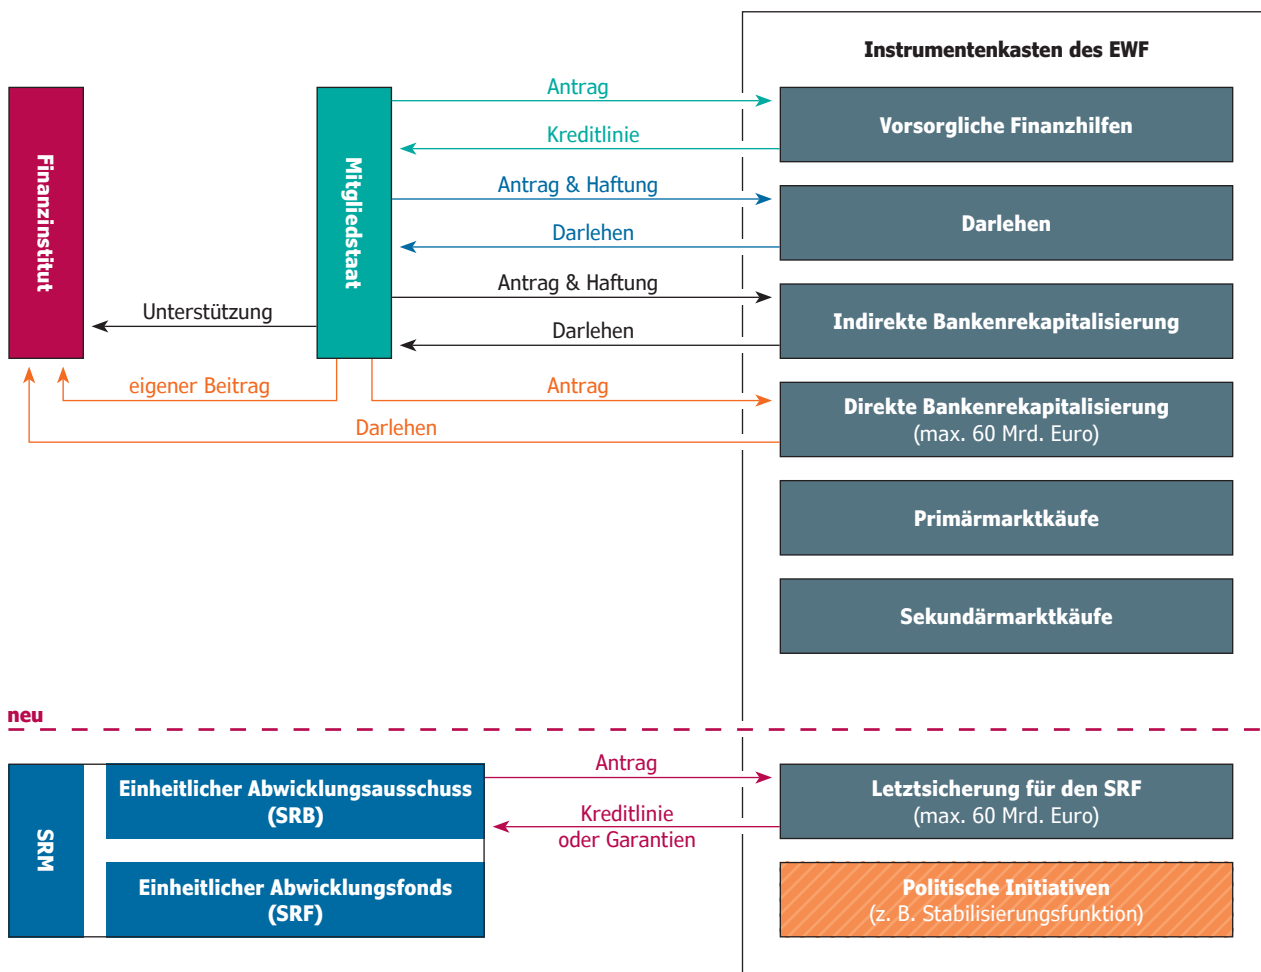 Instrumentenkasten des EWF
Finanzinstitut
Mitgliedstaat
Antrag
Kreditlinie
Vorsorgliche Finanzhilfen
Antrag & Haftung
Darlehen
Darlehen
Antrag & Haftung
Darlehen
Unterstützung
Indirekte Bankenrekapitalisierung
eigener Beitrag
Antrag
Darlehen
Direkte Bankenrekapitalisierung
(max. 60 Mrd. Euro)
Primärmarktkäufe
Sekundärmarktkäufe
neu
SRM
Einheitlicher Abwicklungsausschuss
(SRB)
Einheitlicher Abwicklungsfonds
(SRF)
Antrag
Kreditlinie
oder Garantien
Letztsicherung für den SRF
(max. 60 Mrd. Euro)
Politische Initiativen
(z. B. Stabilisierungsfunktion)